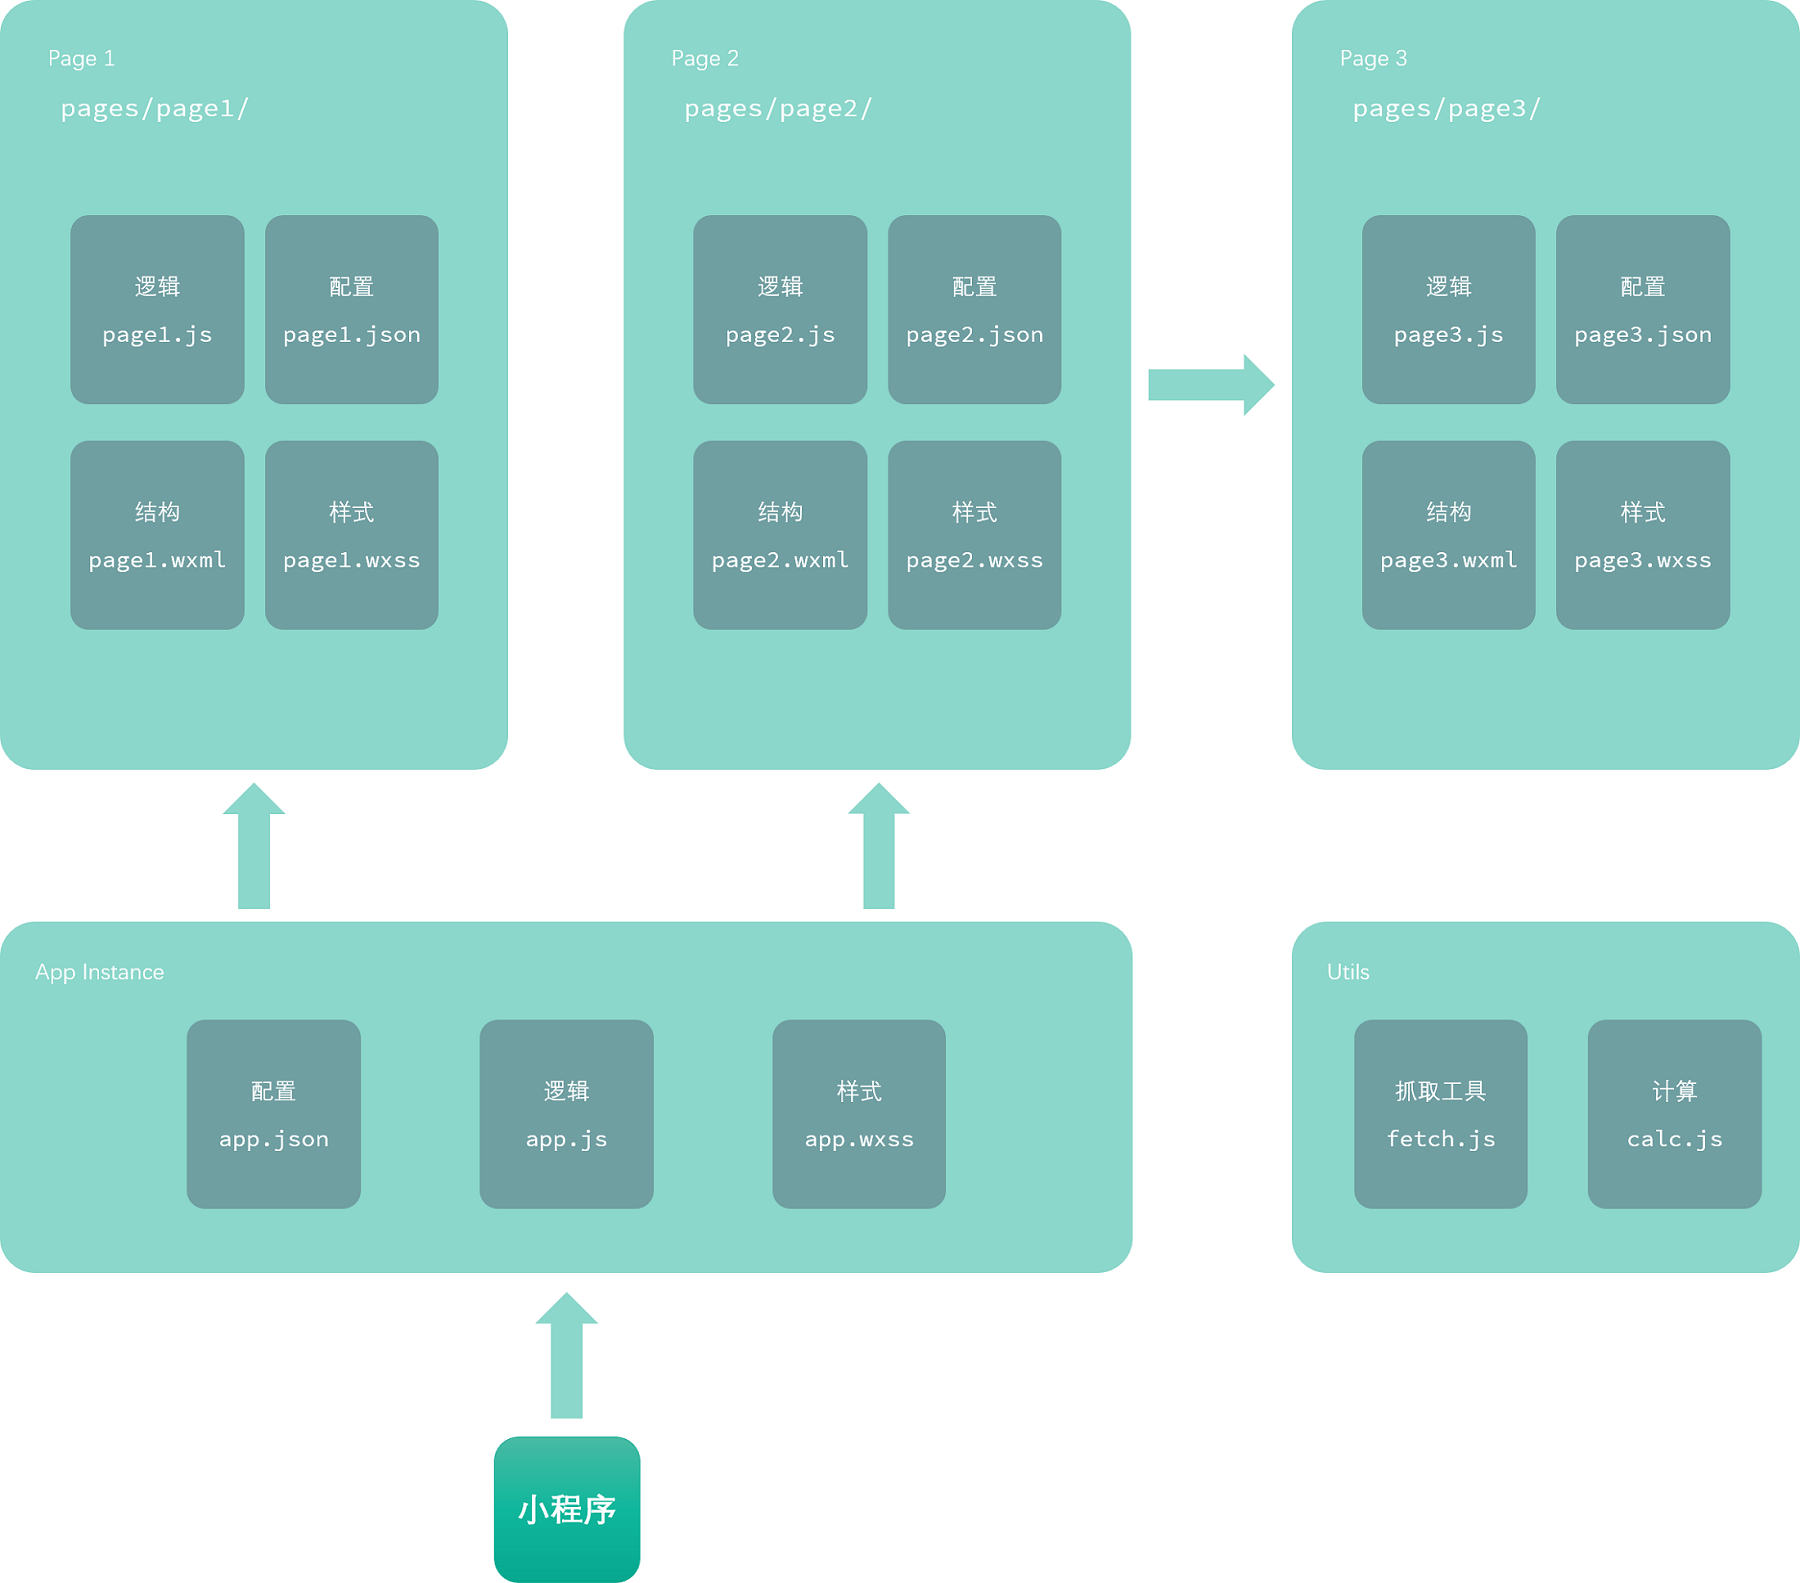 Page 1
pages/page1/
逻辑
page1.js
配置
page1.json
结构
page1.wxml
样式
page1.wxss
Page 2
pages/page2/
逻辑
page2.js
配置
page2.json
结构
page2.wxml
样式
page2.wxss
Page 3
pages/page3/
逻辑
page3.js
配置
page3.json
结构
page3.wxml
样式
page3.wxss
App Instance
配置
app.json
逻辑
app.js
样式
app.wxss
Utils
抓取工具
fetch.js
计算
calc.js
小程序